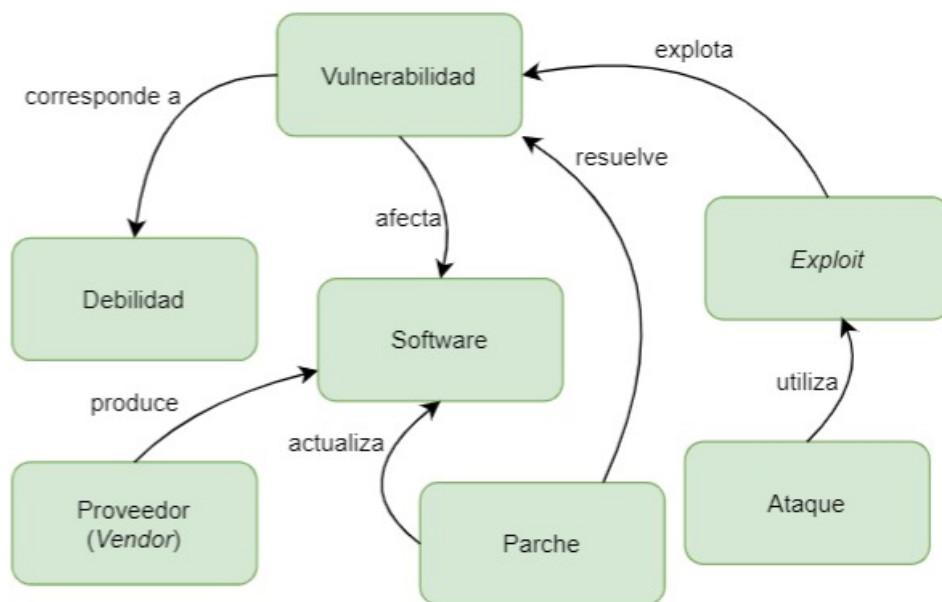 Vulnerabilidad
explota
corresponde a
resuelve
afecta
Exploit
Debilidad
Software
produce
utiliza
actualiza
Proveedor
(Vendor)
Parche
Ataque